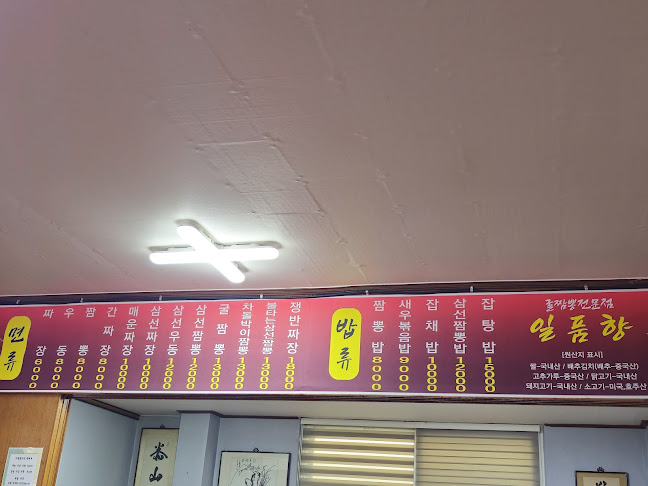 면류
짜장 6000
우동 8000
짬뽕 8000
간짜장 8000
매운짜장 10000
삼선짜장 10000
삼선우동 12000
삼선짬뽕 12000
굴짬뽕 13000
차돌박이짬뽕 13000
불타는삼선짬뽕 13000
쟁반짜장 18000
밥류
짬뽕밥 8000
새우볶음밥 8000
잡채밥 10000
삼선짬뽕밥 12000
잡탕밥 15000
굴짬뽕전문점
일품향
[원산지 표시]
쌀-국내산 / 배추김치(배추-중국산)
고추가루-중국산 / 닭고기-국내산
돼지고기-국내산 / 소고기-미국,호주산